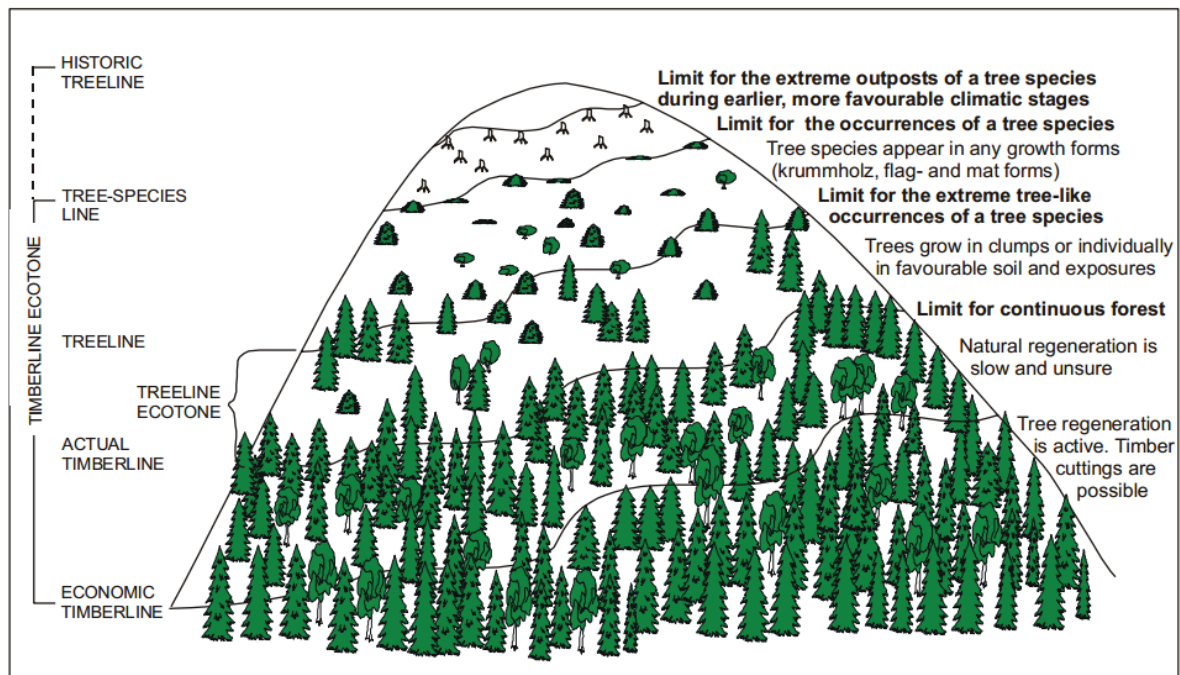 HISTORIC
TREELINE
TREE-SPECIES
LINE
TIMBERLINE ECOTONE
TREELINE
TREELINE
ECOTONE
ACTUAL
TIMBERLINE
ECONOMIC
TIMBERLINE
Limit for the extreme outposts of a tree species
during earlier, more favourable climatic stages
Limit for the occurrences of a tree species
Tree species appear in any growth forms
(krummholz, flag- and mat forms)
Limit for the extreme tree-like
occurrences of a tree species
Trees grow in clumps or individually
in favourable soil and exposures
Limit for continuous forest
Natural regeneration is
slow and unsure
Tree regeneration
is active. Timber
cuttings are
possible